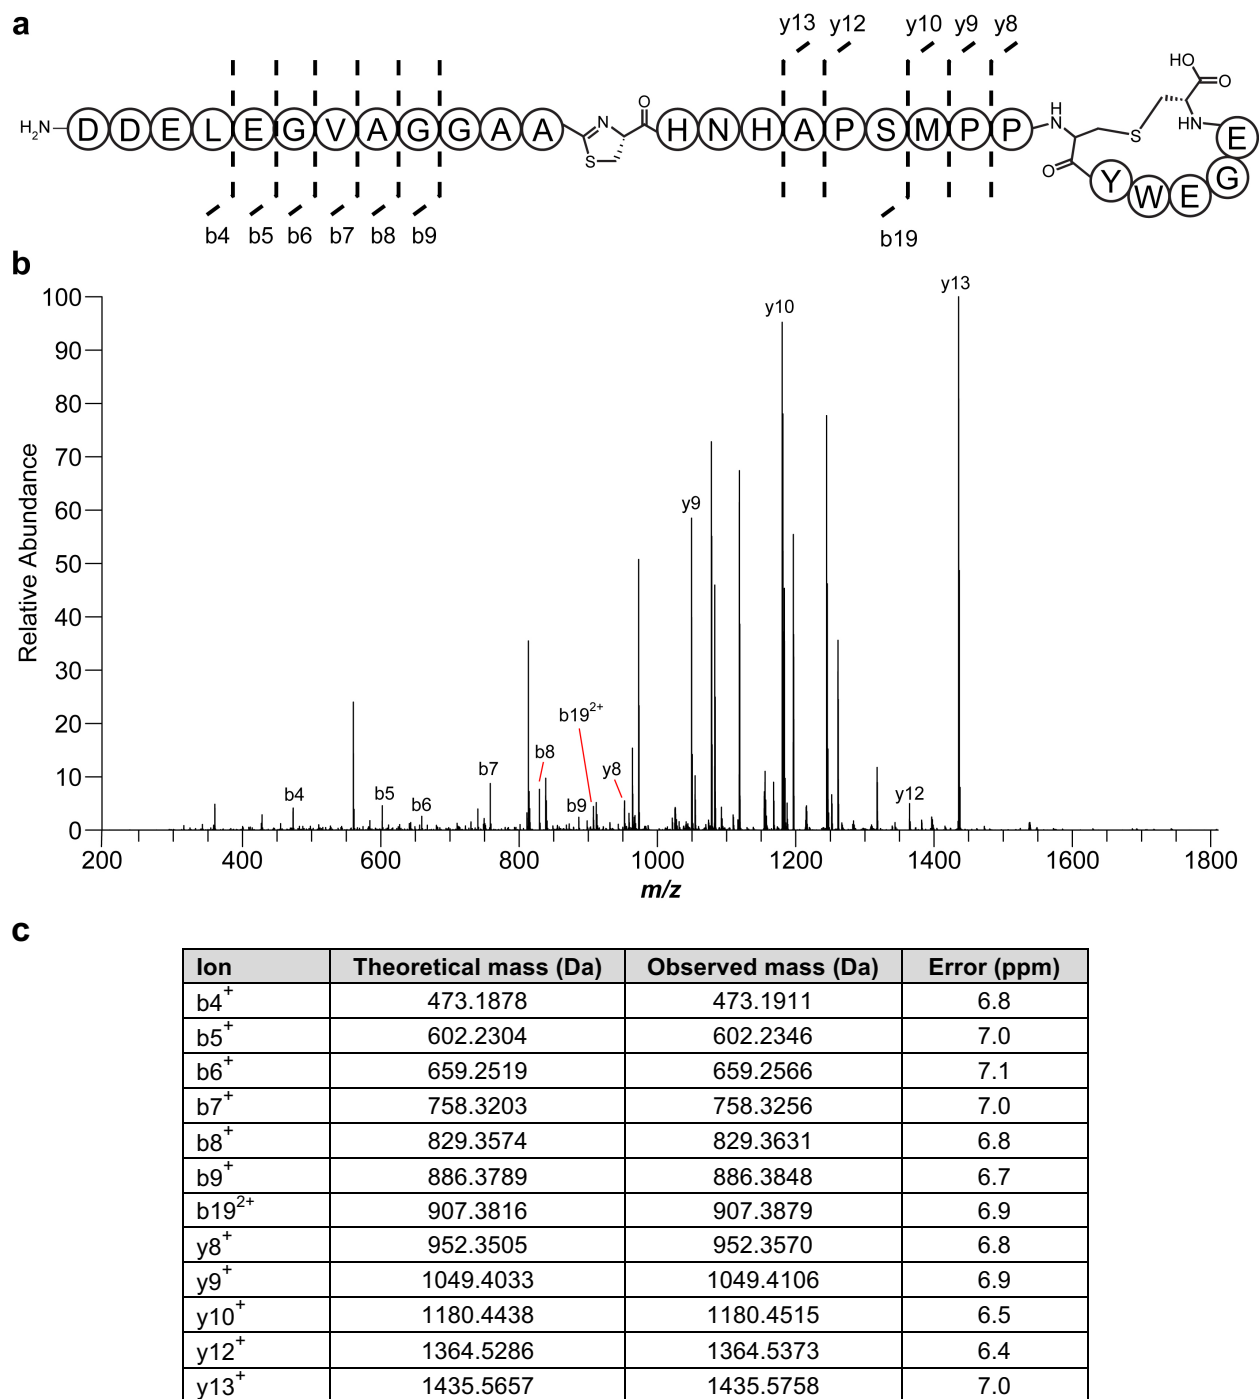 a
y13 y12 y10 y9 y8
H2N D D E L E G V A G G A A N S O H N H A P S M P P H N O S HO O HN E G E W Y
b4 b5 b6 b7 b8 b9 b19
b
Relative Abundance
100
90
80
70
60
50
40
30
20
10
0
b4 b5 b6 b7 b8 b9 b19²⁺ y8 y9 y10 y12 y13
200 400 600 800 1000 1200 1400 1600 1800
m/z
c
Ion Theoretical mass (Da) Observed mass (Da) Error (ppm)
b4⁺ 473.1878 473.1911 6.8
b5⁺ 602.2304 602.2346 7.0
b6⁺ 659.2519 659.2566 7.1
b7⁺ 758.3203 758.3256 7.0
b8⁺ 829.3574 829.3631 6.8
b9⁺ 886.3789 886.3848 6.7
b19²⁺ 907.3816 907.3879 6.9
y8⁺ 952.3505 952.3570 6.8
y9⁺ 1049.4033 1049.4106 6.9
y10⁺ 1180.4438 1180.4515 6.5
y12⁺ 1364.5286 1364.5373 6.4
y13⁺ 1435.5657 1435.5758 7.0